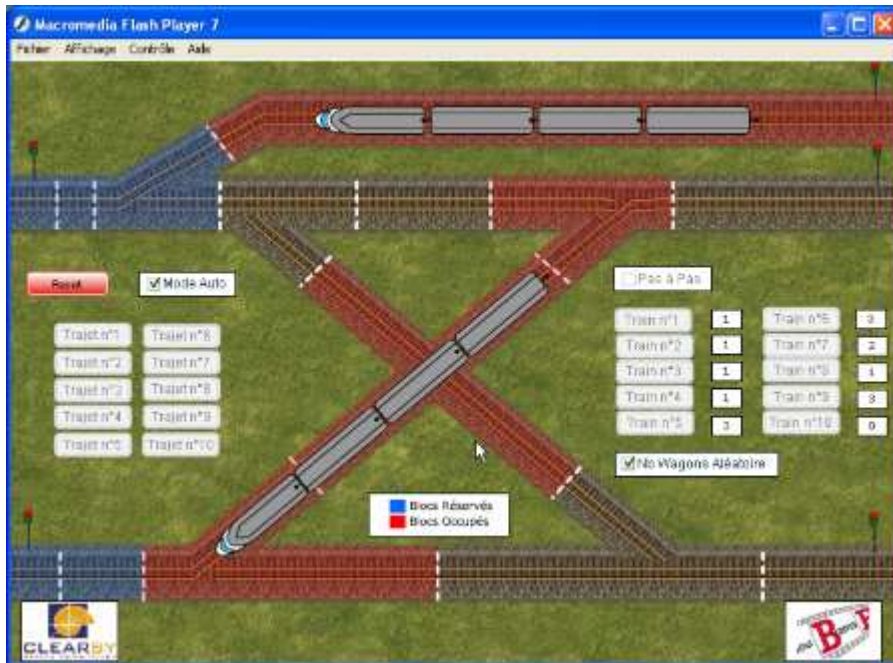 Macromedia Flash Player 7
Fichier Affichage Contrôle Aide
Reset
Mode Auto
Pas à Pas
Trajet n°1 Trajet n°6
Trajet n°2 Trajet n°7
Trajet n°3 Trajet n°8
Trajet n°4 Trajet n°9
Trajet n°5 Trajet n°10
Train n°1 1 Train n°6 3
Train n°2 1 Train n°7 2
Train n°3 1 Train n°8 1
Train n°4 1 Train n°9 3
Train n°5 3 Train n°10 0
Nb Wagons Aléatoire
Blocs Réservés
Blocs Occupés
CLEARSY